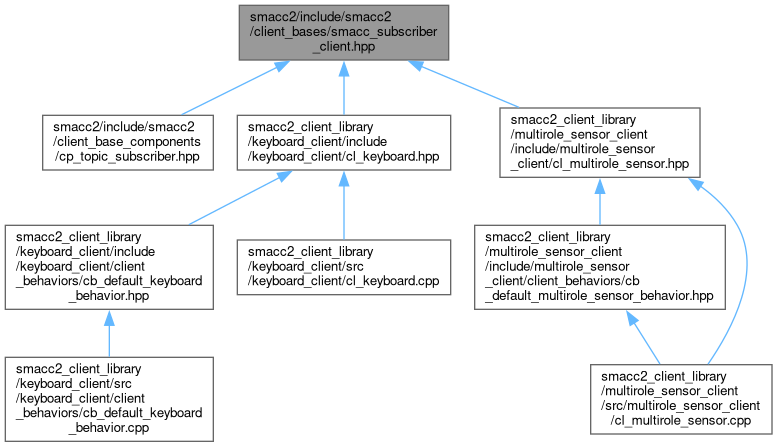 smacc2/include/smacc2
/client_bases/smacc_subscriber
_client.hpp
smacc2/include/smacc2
/client_base_components
/cp_topic_subscriber.hpp
smacc2_client_library
/keyboard_client/include
/keyboard_client/cl_keyboard.hpp
smacc2_client_library
/multirole_sensor_client
/include/multirole_sensor
_client/cl_multirole_sensor.hpp
smacc2_client_library
/keyboard_client/include
/keyboard_client/client
_behaviors/cb_default_keyboard
_behavior.hpp
smacc2_client_library
/keyboard_client/src
/keyboard_client/cl_keyboard.cpp
smacc2_client_library
/multirole_sensor_client
/include/multirole_sensor
_client/client_behaviors/cb
_default_multirole_sensor_behavior.hpp
smacc2_client_library
/keyboard_client/src
/keyboard_client/client
_behaviors/cb_default_keyboard
_behavior.cpp
smacc2_client_library
/multirole_sensor_client
/src/multirole_sensor_client
/cl_multirole_sensor.cpp